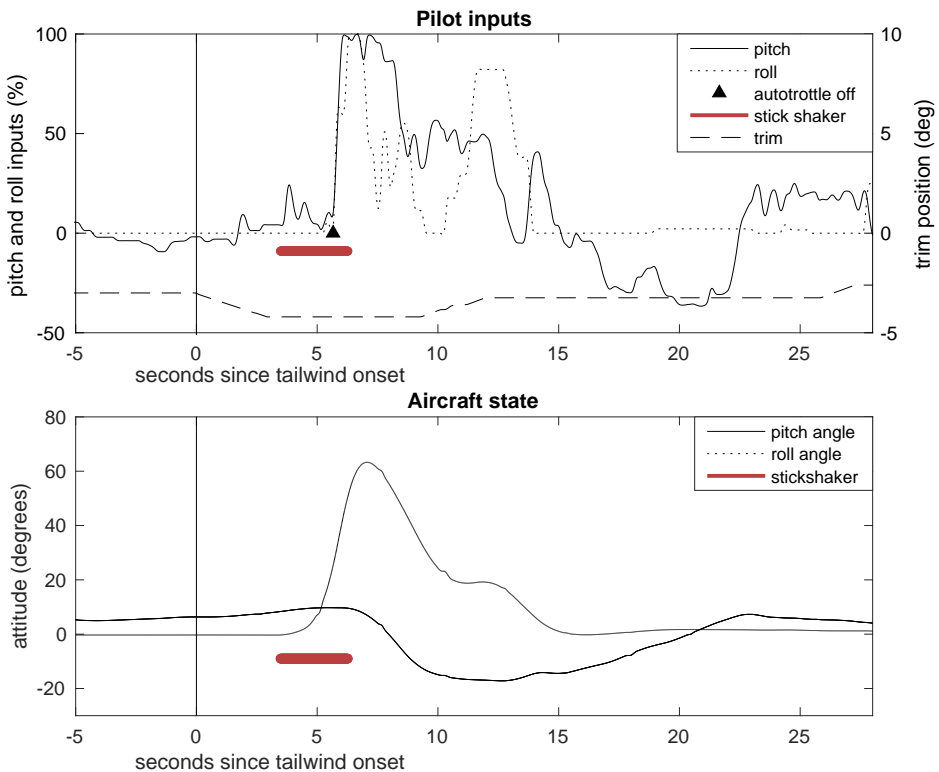 Pilot inputs
pitch and roll inputs (%)
100
50
0
-50
10
5
0
-5
trim position (deg)
pitch
roll
autotrottle off
stick shaker
trim
-5 0 5 10 15 20 25
seconds since tailwind onset
Aircraft state
attitude (degrees)
80
60
40
20
0
-20
pitch angle
roll angle
stickshaker
-5 0 5 10 15 20 25
seconds since tailwind onset